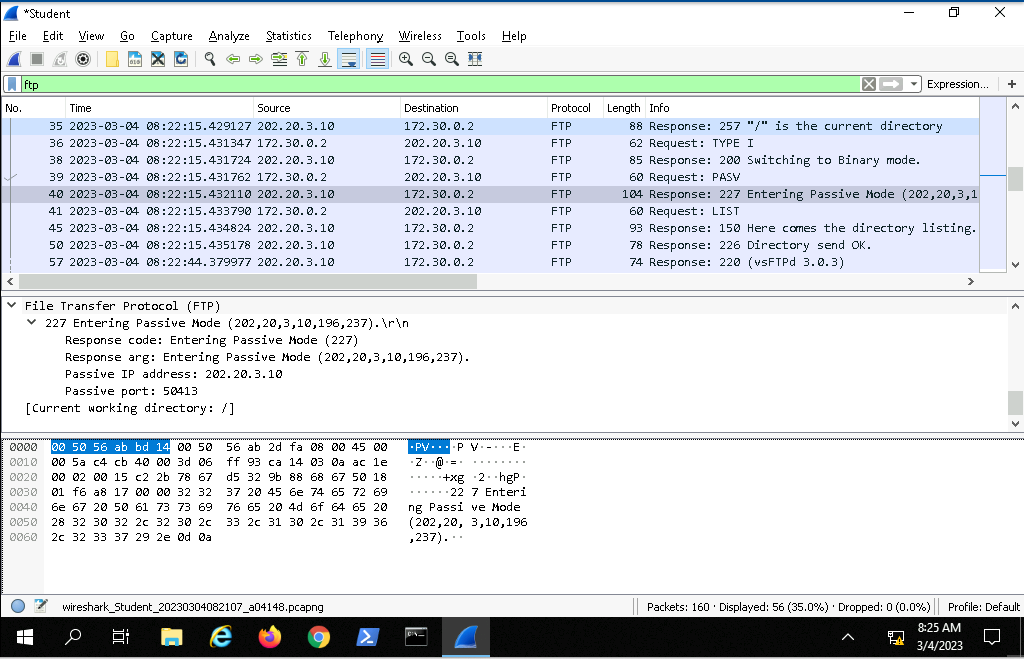 *Student
File Edit View Go Capture Analyze Statistics Telephony Wireless Tools Help
ftp Expression... +
No. Time Source Destination Protocol Length Info
35 2023-03-04 08:22:15.429127 202.20.3.10 172.30.0.2 FTP 88 Response: 257 "/" is the current directory
36 2023-03-04 08:22:15.431347 172.30.0.2 202.20.3.10 FTP 62 Request: TYPE I
38 2023-03-04 08:22:15.431724 202.20.3.10 172.30.0.2 FTP 85 Response: 200 Switching to Binary mode.
39 2023-03-04 08:22:15.431762 172.30.0.2 202.20.3.10 FTP 60 Request: PASV
40 2023-03-04 08:22:15.432110 202.20.3.10 172.30.0.2 FTP 104 Response: 227 Entering Passive Mode (202,20,3,1
41 2023-03-04 08:22:15.433790 172.30.0.2 202.20.3.10 FTP 60 Request: LIST
45 2023-03-04 08:22:15.434824 202.20.3.10 172.30.0.2 FTP 93 Response: 150 Here comes the directory listing.
50 2023-03-04 08:22:15.435178 202.20.3.10 172.30.0.2 FTP 78 Response: 226 Directory send OK.
57 2023-03-04 08:22:44.379977 202.20.3.10 172.30.0.2 FTP 74 Response: 220 (vsFTPd 3.0.3)
File Transfer Protocol (FTP)
227 Entering Passive Mode (202,20,3,10,196,237).\r\n
Response code: Entering Passive Mode (227)
Response arg: Entering Passive Mode (202,20,3,10,196,237).
Passive IP address: 202.20.3.10
Passive port: 50413
[Current working directory: /]
0000 00 50 56 ab bd 14 00 50 56 ab 2d fa 08 00 45 00 ·PV····P V·-···E·
0010 00 5a c4 cb 40 00 3d 06 ff 93 ca 14 03 0a ac 1e ·Z··@·=· ········
0020 00 02 00 15 c2 2b 78 67 d5 32 9b 88 68 67 50 18 ·····+xg ·2··hgP·
0030 01 f6 a8 17 00 00 32 32 37 20 45 6e 74 65 72 69 ······22 7 Enteri
0040 6e 67 20 50 61 73 73 69 76 65 20 4d 6f 64 65 20 ng Passi ve Mode
0050 28 32 30 32 2c 32 30 2c 33 2c 31 30 2c 31 39 36 (202,20, 3,10,196
0060 2c 32 33 37 29 2e 0d 0a ,237).··
wireshark_Student_20230304082107_a04148.pcapng Packets: 160 · Displayed: 56 (35.0%) · Dropped: 0 (0.0%) Profile: Default
8:25 AM
3/4/2023